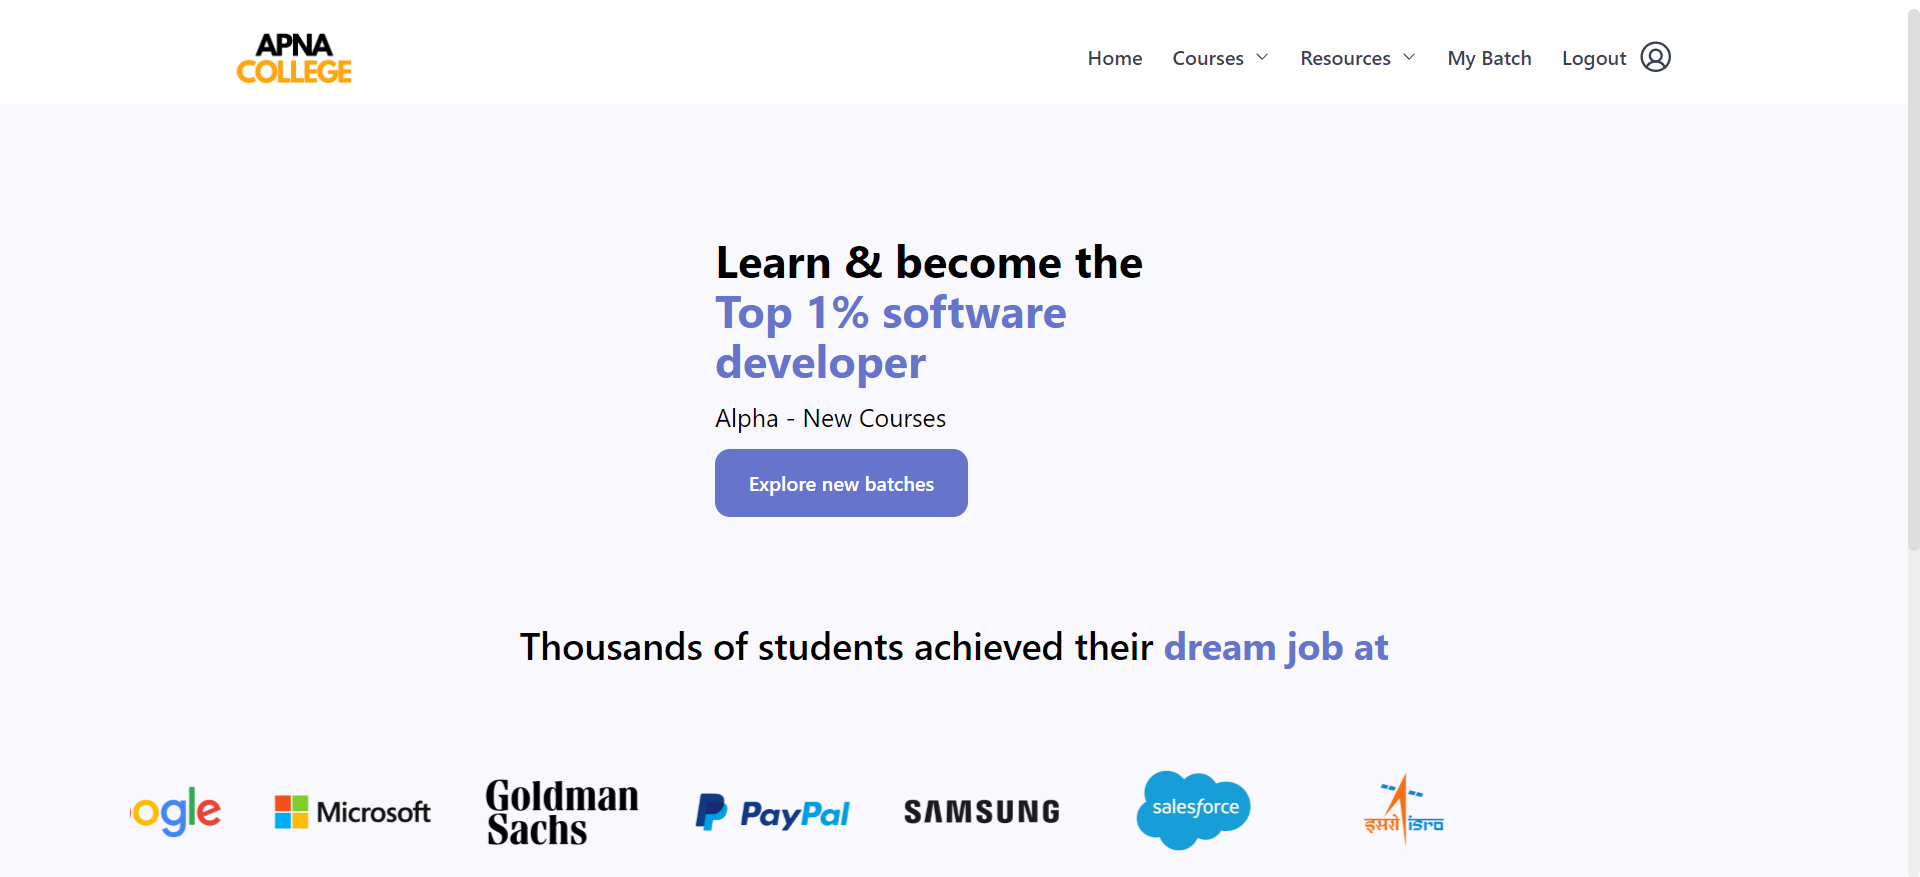 APNA
COLLEGE
Home Courses Resources My Batch Logout
Learn & become the
Top 1% software
developer
Alpha - New Courses
Explore new batches
Thousands of students achieved their dream job at
ogle Microsoft Goldman Sachs PayPal SAMSUNG salesforce इसरो isro